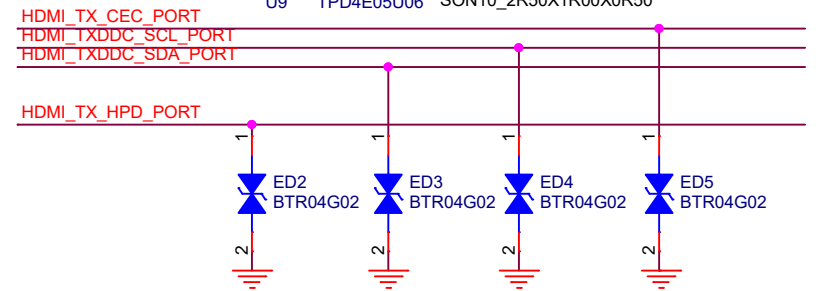 U9 TPD4E05U06 SON10_2R50X1R00X0R50
HDMI_TX_CEC_PORT
HDMI_TXDDC_SCL_PORT
HDMI_TXDDC_SDA_PORT
HDMI_TX_HPD_PORT
1 1 1 1
ED2 ED3 ED4 ED5
BTR04G02 BTR04G02 BTR04G02 BTR04G02
2 2 2 2